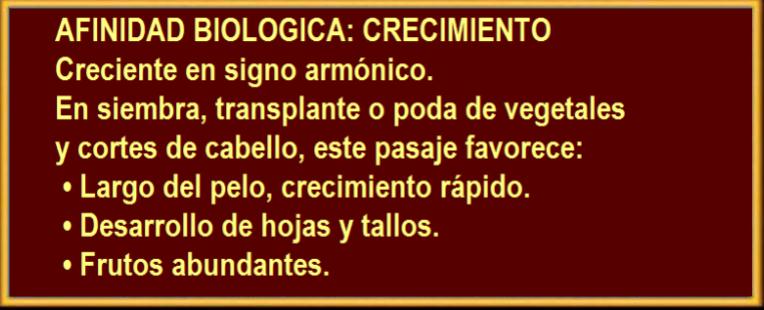 AFINIDAD BIOLOGICA: CRECIMIENTO
Creciente en signo armónico.
En siembra, transplante o poda de vegetales
y cortes de cabello, este pasaje favorece:
• Largo del pelo, crecimiento rápido.
• Desarrollo de hojas y tallos.
• Frutos abundantes.